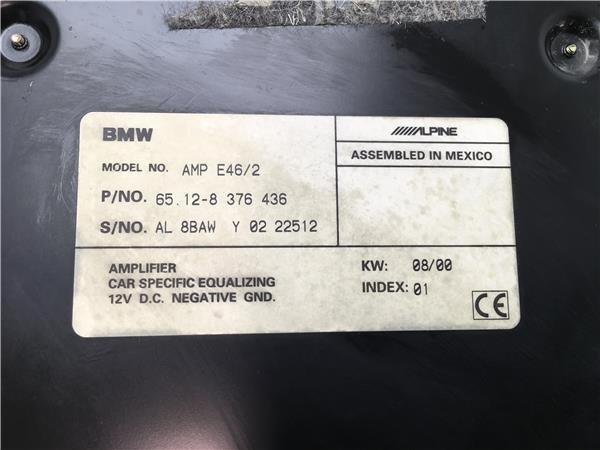 BMW
MODEL NO. AMP E46/2
P/NO. 65.12-8 376 436
S/NO. AL 8BAW Y 02 22512
ALPINE
ASSEMBLED IN MEXICO
AMPLIFIER
CAR SPECIFIC EQUALIZING
12V D.C. NEGATIVE GND.
KW: 08/00
INDEX: 01
CE